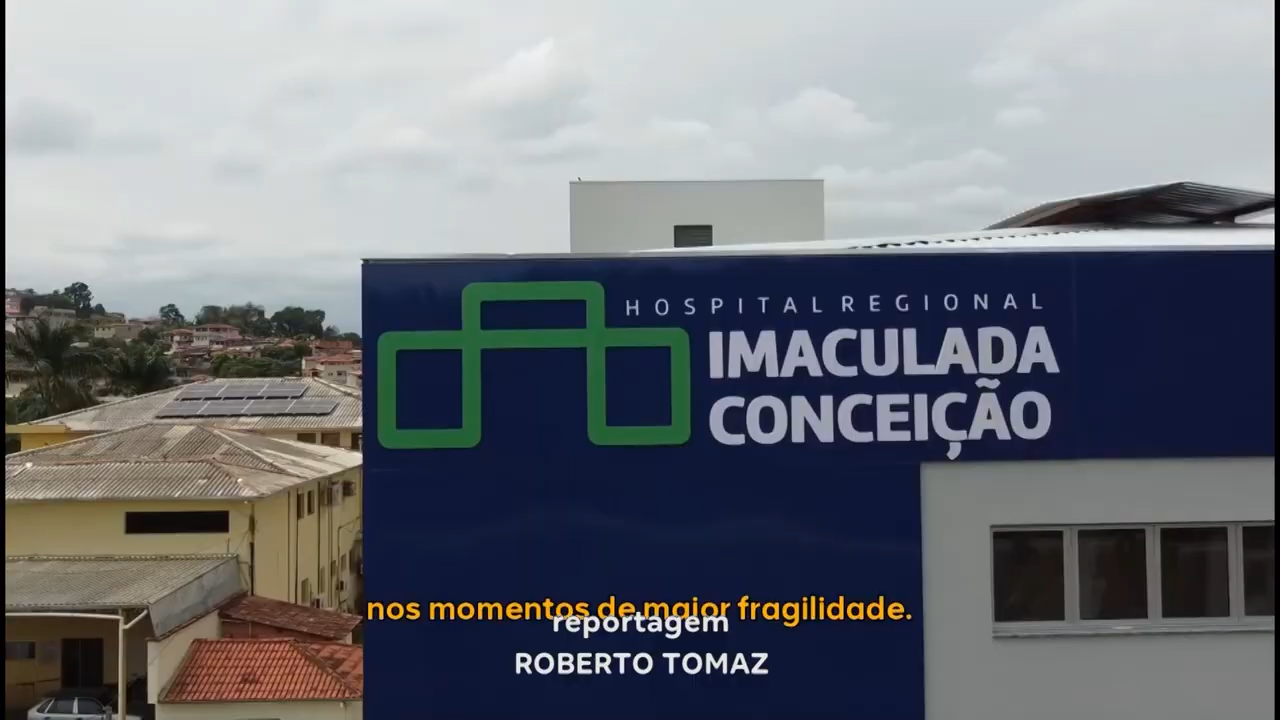 HOSPITAL REGIONAL
IMACULADA
CONCEIÇÃO
nos momentos de maior fragilidade.
reportagem
ROBERTO TOMAZ